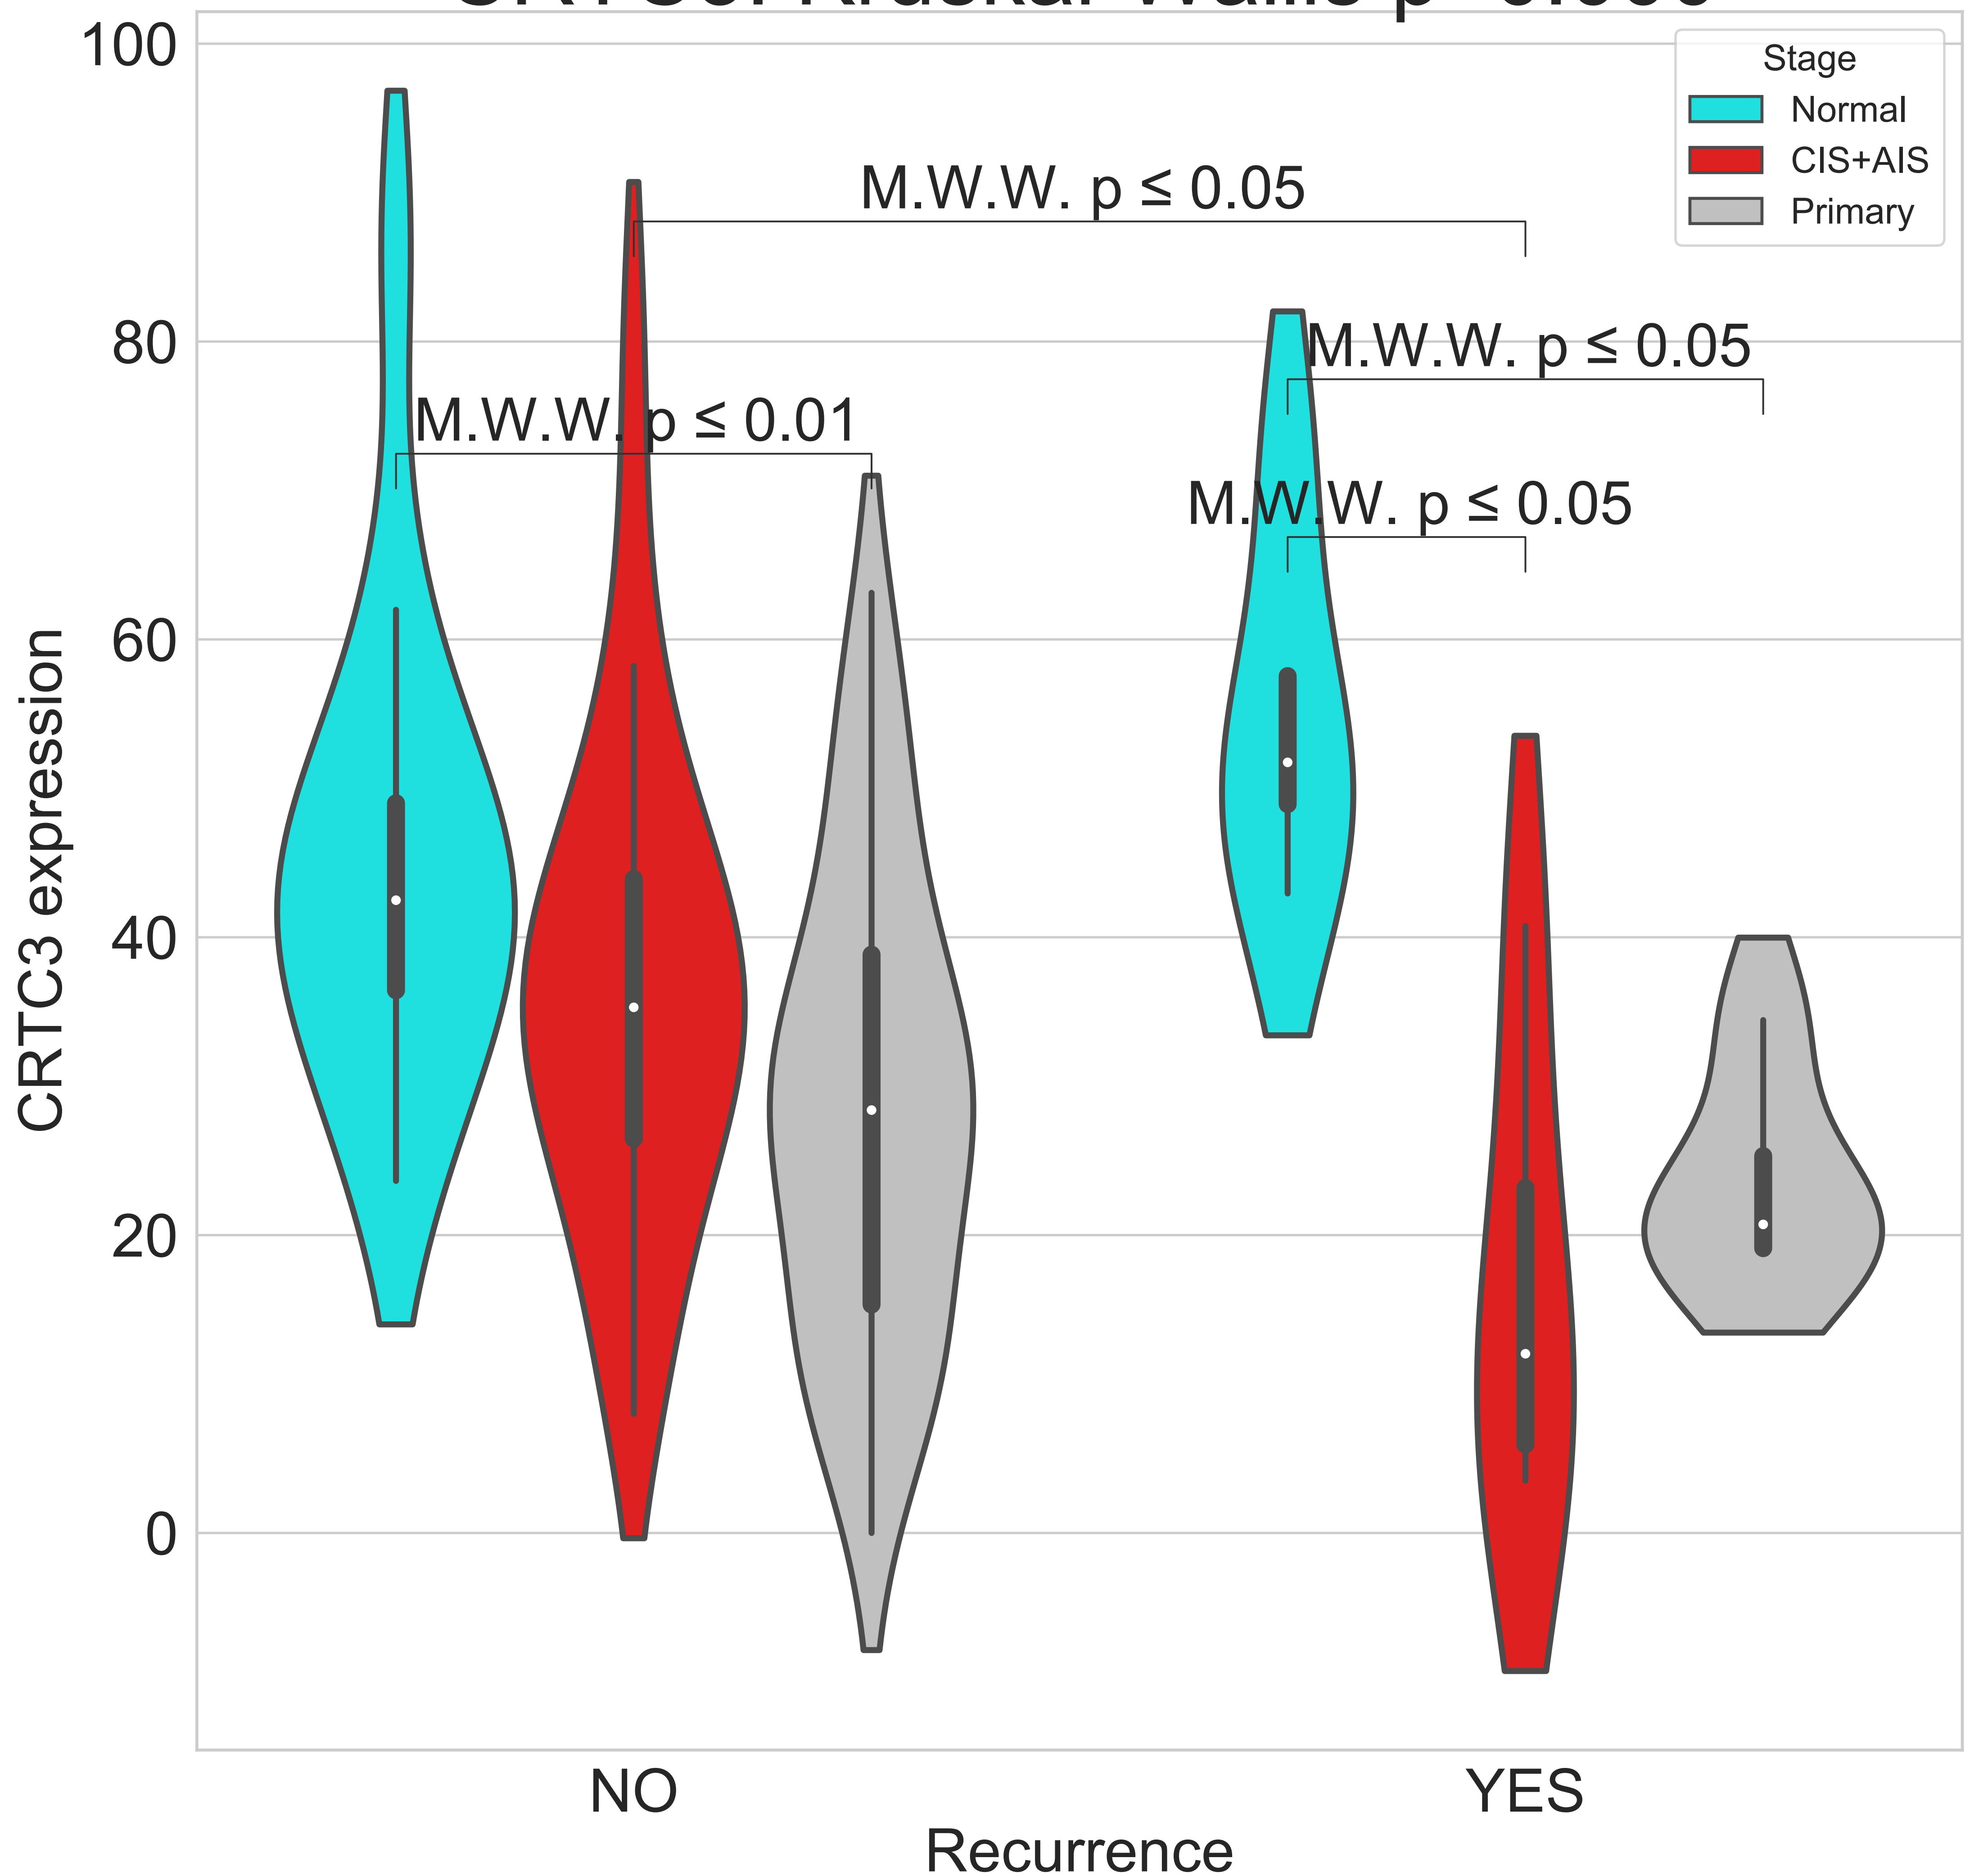 100
80
60
40
20
0
CRTC3 expression
Stage
Normal
CIS+AIS
Primary
M.W.W. p ≤ 0.05
M.W.W. p ≤ 0.05
M.W.W. p ≤ 0.01
M.W.W. p ≤ 0.05
NO
YES
Recurrence